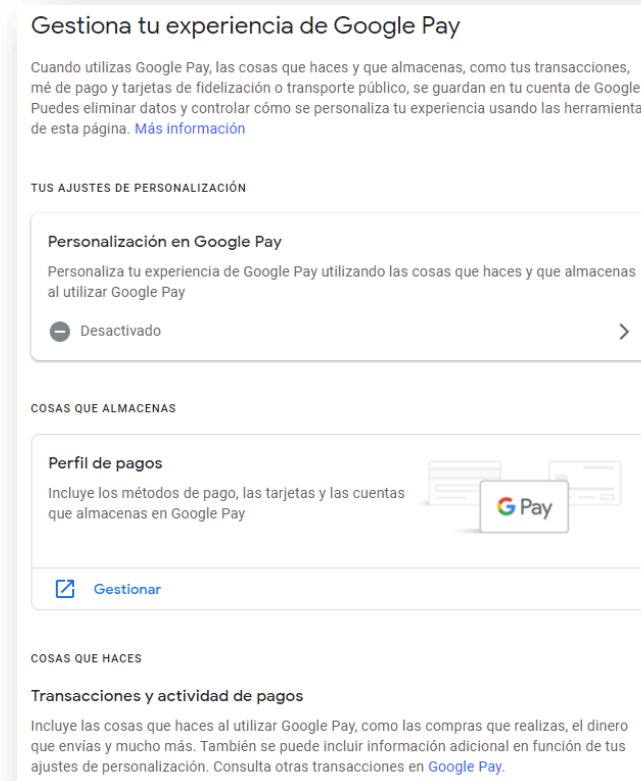 Gestiona tu experiencia de Google Pay
Cuando utilizas Google Pay, las cosas que haces y que almacenas, como tus transacciones,
mé de pago y tarjetas de fidelización o transporte público, se guardan en tu cuenta de Google
Puedes eliminar datos y controlar cómo se personaliza tu experiencia usando las herramienta
de esta página. Más información
TUS AJUSTES DE PERSONALIZACIÓN
Personalización en Google Pay
Personaliza tu experiencia de Google Pay utilizando las cosas que haces y que almacenas
al utilizar Google Pay
Desactivado
COSAS QUE ALMACENAS
Perfil de pagos
Incluye los métodos de pago, las tarjetas y las cuentas
que almacenas en Google Pay
G Pay
Gestionar
COSAS QUE HACES
Transacciones y actividad de pagos
Incluye las cosas que haces al utilizar Google Pay, como las compras que realizas, el dinero
que envías y mucho más. También se puede incluir información adicional en función de tus
ajustes de personalización. Consulta otras transacciones en Google Pay.